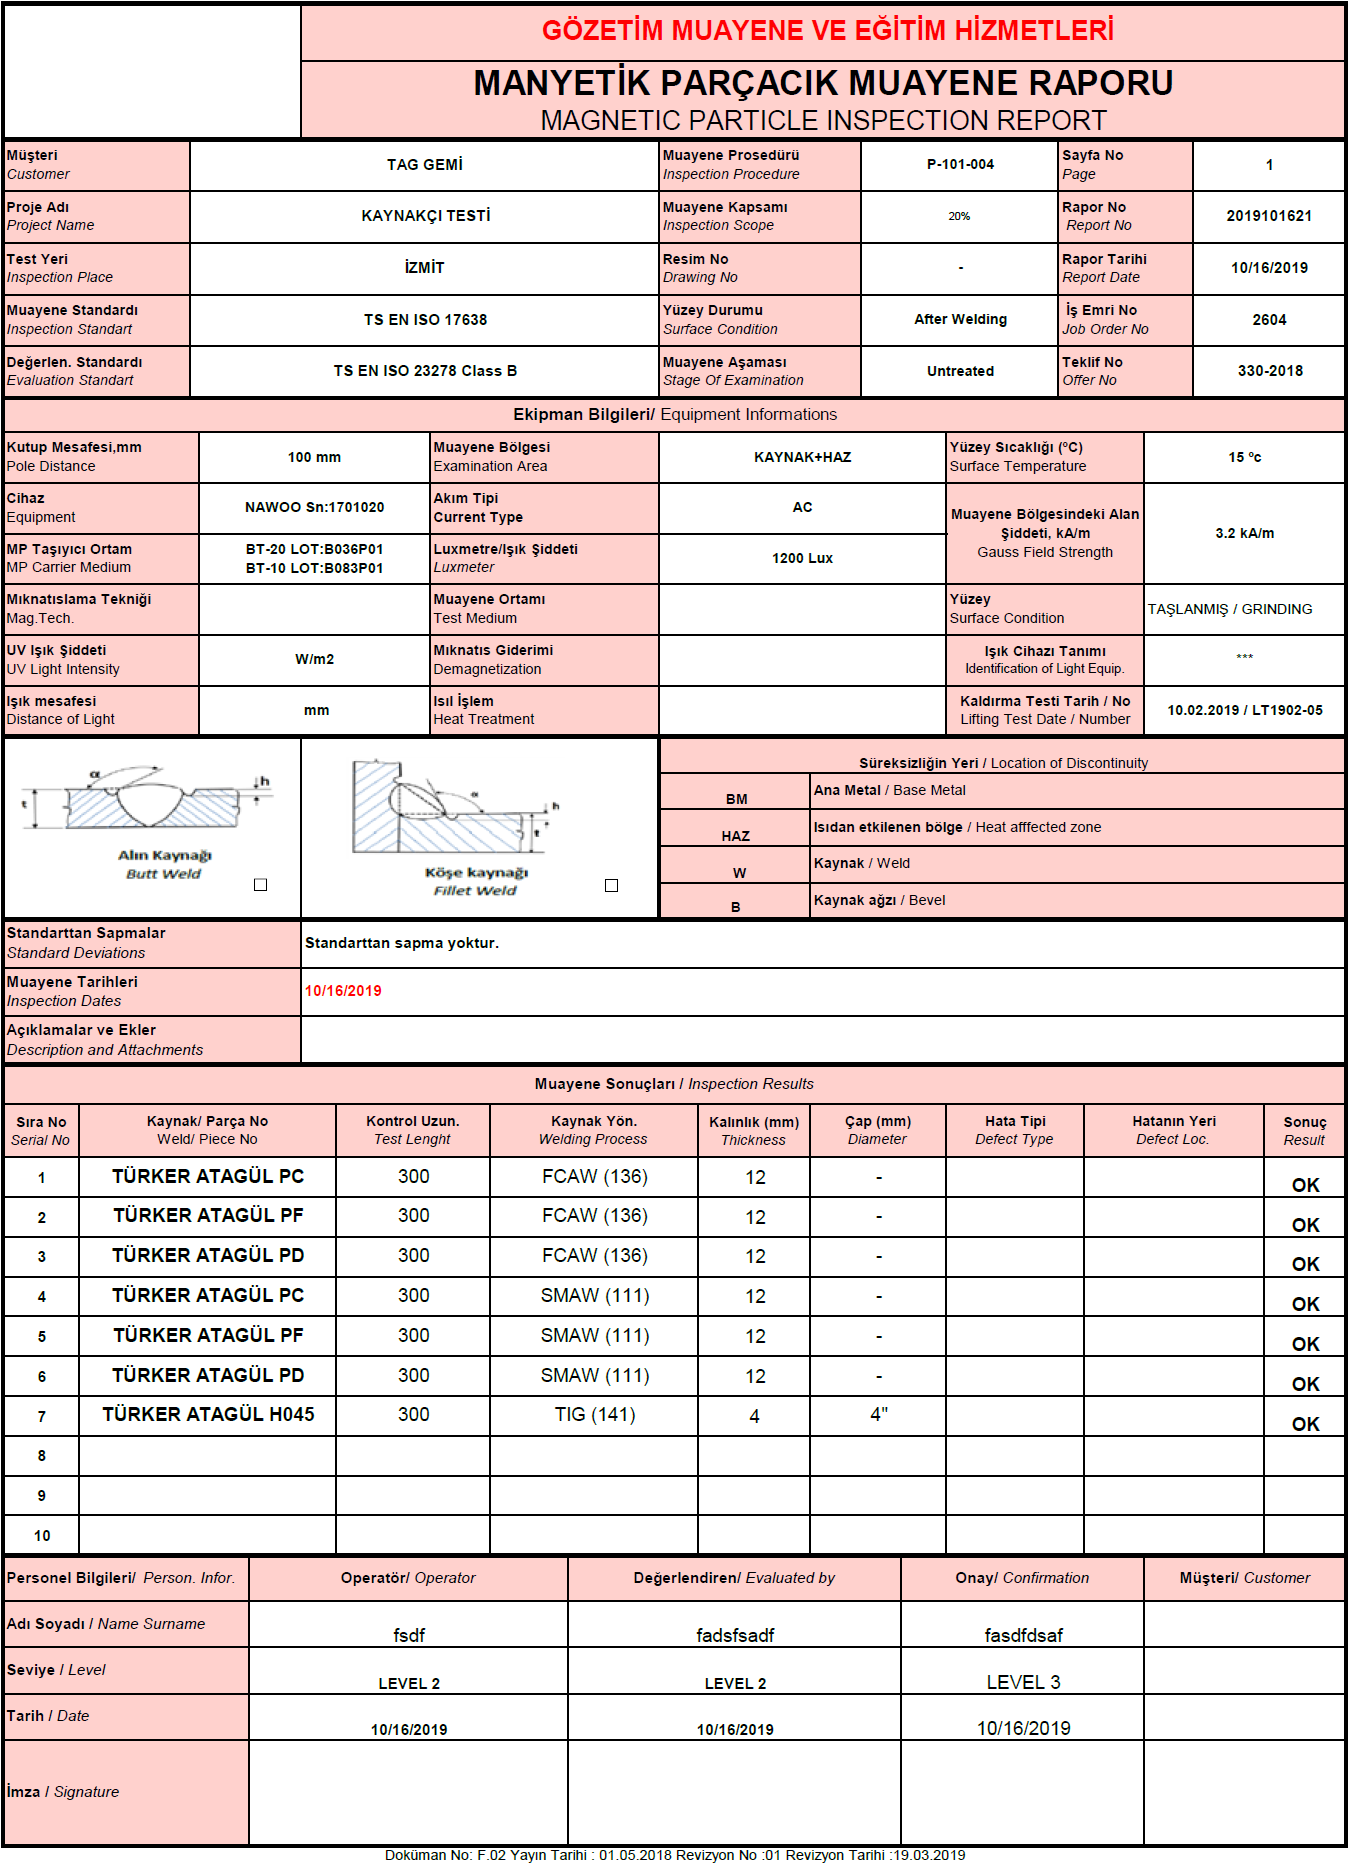 GÖZETİM MUAYENE VE EĞİTİM HİZMETLERİ
MANYETİK PARÇACIK MUAYENE RAPORU
MAGNETIC PARTICLE INSPECTION REPORT
Müşteri
Customer
TAG GEMİ
Muayene Prosedürü
Inspection Procedure
P-101-004
Sayfa No
Page
1
Proje Adı
Project Name
KAYNAKÇI TESTİ
Muayene Kapsamı
Inspection Scope
20%
Rapor No
Report No
2019101621
Test Yeri
Inspection Place
İZMİT
Resim No
Drawing No
-
Rapor Tarihi
Report Date
10/16/2019
Muayene Standardı
Inspection Standart
TS EN ISO 17638
Yüzey Durumu
Surface Condition
After Welding
İş Emri No
Job Order No
2604
Değerlen. Standardı
Evaluation Standart
TS EN ISO 23278 Class B
Muayene Aşaması
Stage Of Examination
Untreated
Teklif No
Offer No
330-2018
Ekipman Bilgileri/ Equipment Informations
Kutup Mesafesi,mm
Pole Distance
100 mm
Muayene Bölgesi
Examination Area
KAYNAK+HAZ
Yüzey Sıcaklığı (°C)
Surface Temperature
15 ºc
Cihaz
Equipment
NAWOO Sn:1701020
Akım Tipi
Current Type
AC
Muayene Bölgesindeki Alan
Şiddeti, kA/m
Gauss Field Strength
3.2 kA/m
MP Taşıyıcı Ortam
MP Carrier Medium
BT-20 LOT:B036P01
BT-10 LOT:B083P01
Luxmetre/Işık Şiddeti
Luxmeter
1200 Lux
Mıknatıslama Tekniği
Mag.Tech.
Muayene Ortamı
Test Medium
Yüzey
Surface Condition
TAŞLANMIŞ / GRINDING
UV Işık Şiddeti
UV Light Intensity
W/m2
Mıknatıs Giderimi
Demagnetization
Işık Cihazı Tanımı
Identification of Light Equip.
***
Işık mesafesi
Distance of Light
mm
Isıl İşlem
Heat Treatment
Kaldırma Testi Tarih / No
Lifting Test Date / Number
10.02.2019 / LT1902-05
α
h
t
Alın Kaynağı
Butt Weld
α
h
t
Köşe kaynağı
Fillet Weld
Süreksizliğin Yeri / Location of Discontinuity
BM
Ana Metal / Base Metal
HAZ
Isıdan etkilenen bölge / Heat afffected zone
W
Kaynak / Weld
B
Kaynak ağzı / Bevel
Standarttan Sapmalar
Standard Deviations
Standarttan sapma yoktur.
Muayene Tarihleri
Inspection Dates
10/16/2019
Açıklamalar ve Ekler
Description and Attachments
Muayene Sonuçları / Inspection Results
Sıra No
Serial No
Kaynak/ Parça No
Weld/ Piece No
Kontrol Uzun.
Test Lenght
Kaynak Yön.
Welding Process
Kalınlık (mm)
Thickness
Çap (mm)
Diameter
Hata Tipi
Defect Type
Hatanın Yeri
Defect Loc.
Sonuç
Result
1 TÜRKER ATAGÜL PC 300 FCAW (136) 12 - OK
2 TÜRKER ATAGÜL PF 300 FCAW (136) 12 - OK
3 TÜRKER ATAGÜL PD 300 FCAW (136) 12 - OK
4 TÜRKER ATAGÜL PC 300 SMAW (111) 12 - OK
5 TÜRKER ATAGÜL PF 300 SMAW (111) 12 - OK
6 TÜRKER ATAGÜL PD 300 SMAW (111) 12 - OK
7 TÜRKER ATAGÜL H045 300 TIG (141) 4 4" OK
8
9
10
Personel Bilgileri/ Person. Infor. Operatör/ Operator Değerlendiren/ Evaluated by Onay/ Confirmation Müşteri/ Customer
Adı Soyadı / Name Surname fsdf fadsfsadf fasdfdsaf
Seviye / Level LEVEL 2 LEVEL 2 LEVEL 3
Tarih / Date 10/16/2019 10/16/2019 10/16/2019
İmza / Signature
Doküman No: F.02 Yayın Tarihi : 01.05.2018 Revizyon No :01 Revizyon Tarihi :19.03.2019